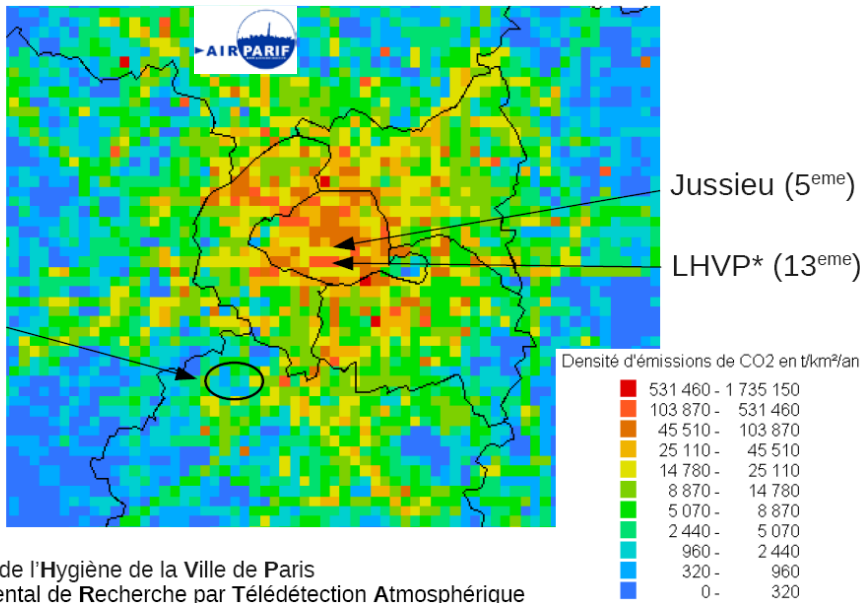 AIRPARIF
Jussieu (5eme)
LHVP* (13eme)
Densité d'émissions de CO2 en t/km²/an
531 460 - 1 735 150
103 870 - 531 460
45 510 - 103 870
25 110 - 45 510
14 780 - 25 110
8 870 - 14 780
5 070 - 8 870
2 440 - 5 070
960 - 2 440
320 - 960
0 - 320
de l'Hygiène de la Ville de Paris
ental de Recherche par Télédétection Atmosphérique